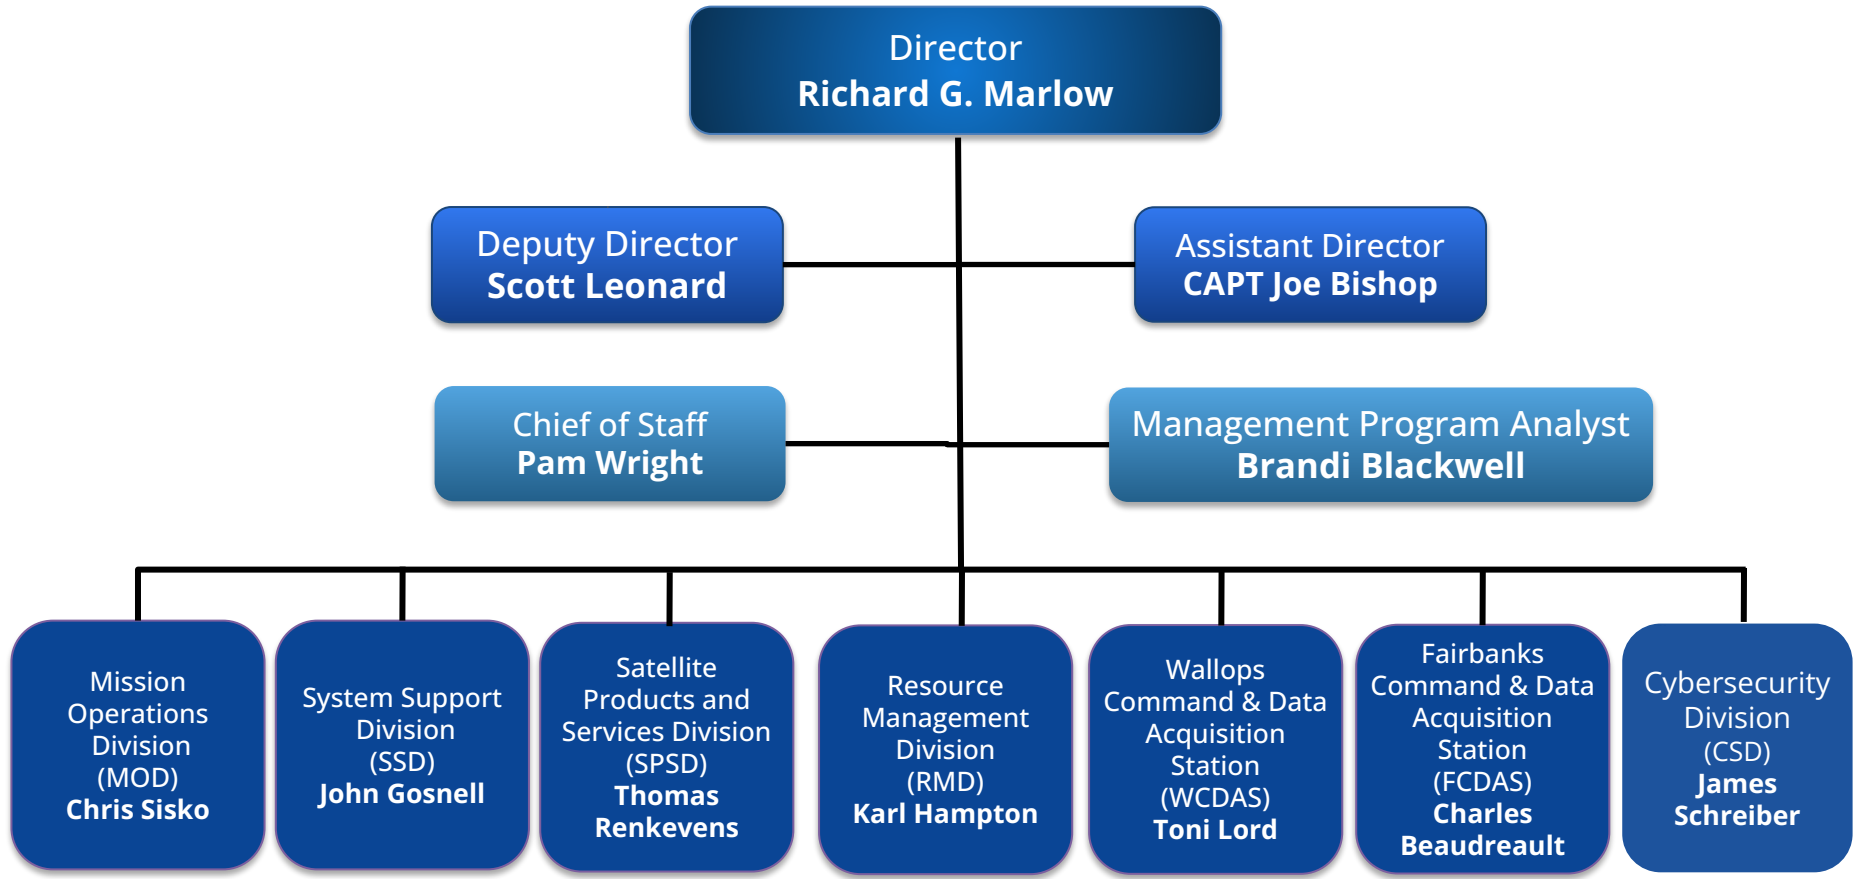 Director
Richard G. Marlow
Deputy Director
Scott Leonard
Assistant Director
CAPT Joe Bishop
Chief of Staff
Pam Wright
Management Program Analyst
Brandi Blackwell
Mission
Operations
Division
(MOD)
Chris Sisko
System Support
Division
(SSD)
John Gosnell
Satellite
Products and
Services Division
(SPSD)
Thomas
Renkevens
Resource
Management
Division
(RMD)
Karl Hampton
Wallops
Command & Data
Acquisition
Station
(WCDAS)
Toni Lord
Fairbanks
Command & Data
Acquisition
Station
(FCDAS)
Charles
Beaudreault
Cybersecurity
Division
(CSD)
James
Schreiber